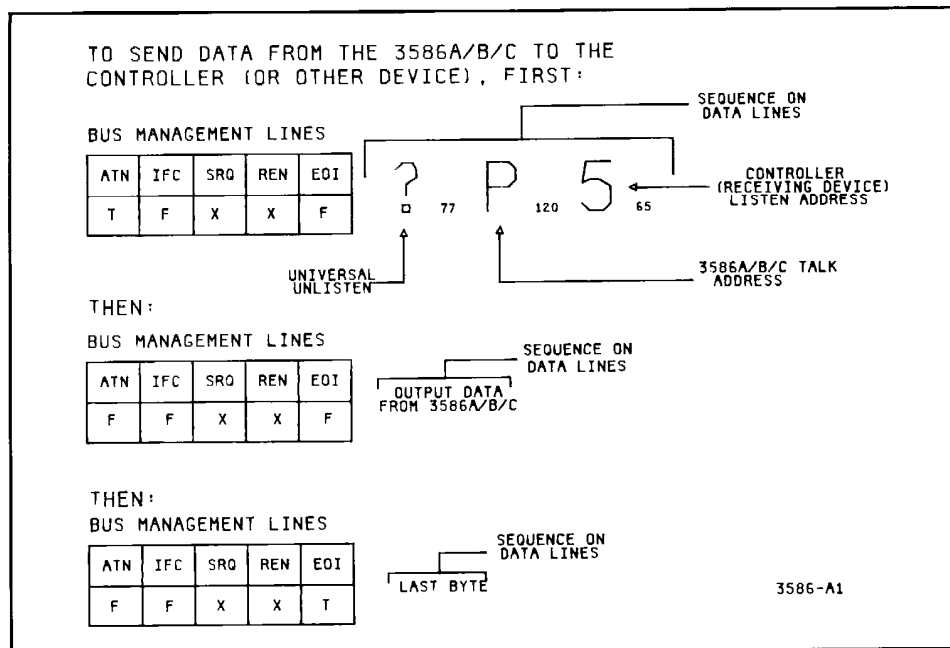 TO SEND DATA FROM THE 3586A/B/C TO THE
CONTROLLER (OR OTHER DEVICE), FIRST:
SEQUENCE ON
DATA LINES
BUS MANAGEMENT LINES
ATN IFC SRQ REN EOI
T F X X F
? 77 P 120 5 65
CONTROLLER
(RECEIVING DEVICE)
LISTEN ADDRESS
UNIVERSAL
UNLISTEN
3586A/B/C TALK
ADDRESS
THEN:
BUS MANAGEMENT LINES
ATN IFC SRQ REN EOI
F F X X F
SEQUENCE ON
DATA LINES
OUTPUT DATA
FROM 3586A/B/C
THEN:
BUS MANAGEMENT LINES
ATN IFC SRQ REN EOI
F F X X T
SEQUENCE ON
DATA LINES
LAST BYTE
3586-A1